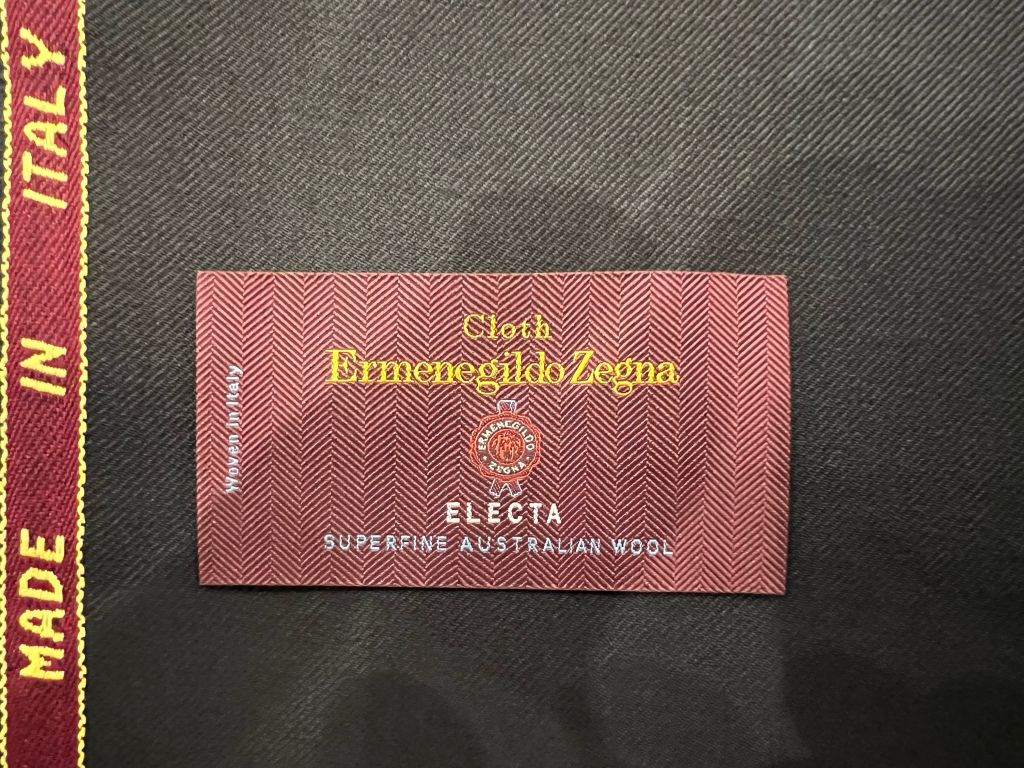 MADE IN ITALY
Woven in Italy
Cloth
Ermenegildo Zegna
ERMENEGILDO
ZEGNA
ELECTA
SUPERFINE AUSTRALIAN WOOL